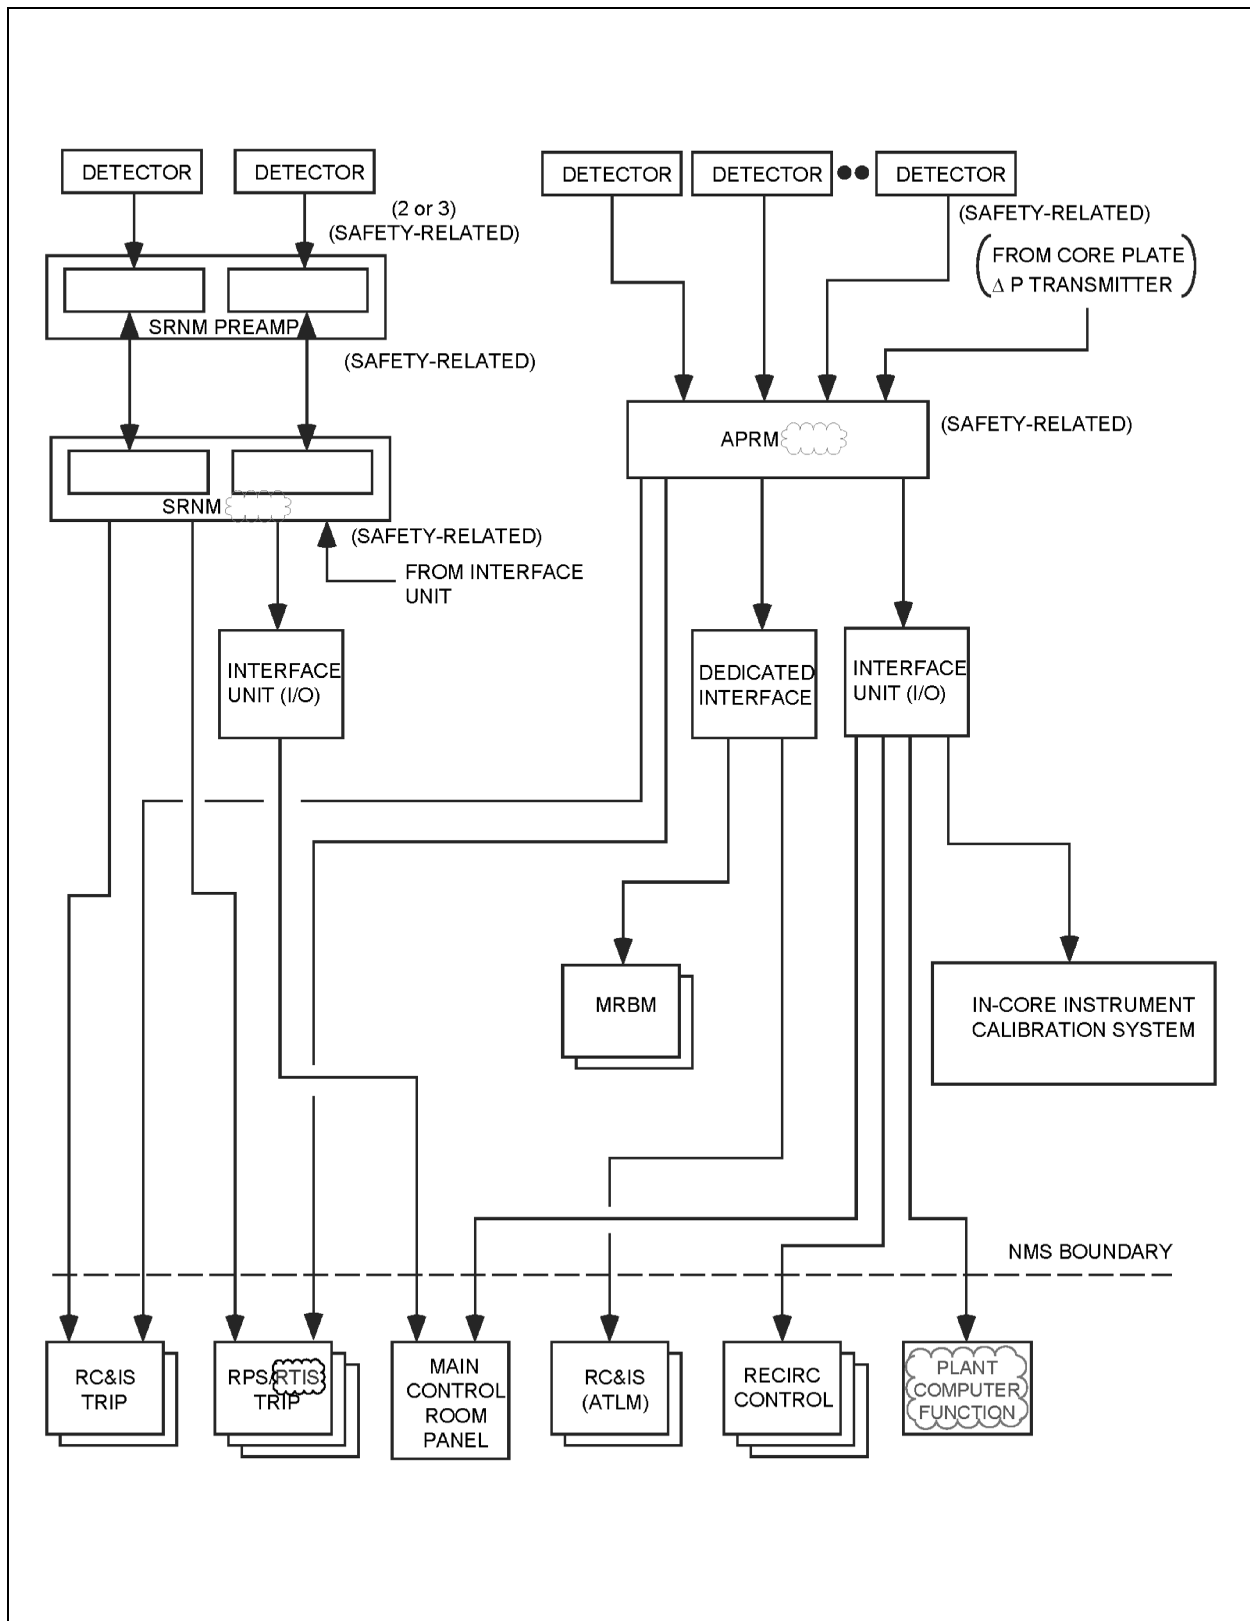 DETECTOR
DETECTOR
DETECTOR
DETECTOR
DETECTOR
(2 or 3)
(SAFETY-RELATED)
(SAFETY-RELATED)
(FROM CORE PLATE
Δ P TRANSMITTER)
SRNM PREAMP
(SAFETY-RELATED)
APRM
(SAFETY-RELATED)
SRNM
(SAFETY-RELATED)
FROM INTERFACE
UNIT
INTERFACE
UNIT (I/O)
DEDICATED
INTERFACE
INTERFACE
UNIT (I/O)
MRBM
IN-CORE INSTRUMENT
CALIBRATION SYSTEM
NMS BOUNDARY
RC&IS
TRIP
RPS/RTIS
TRIP
MAIN
CONTROL
ROOM
PANEL
RC&IS
(ATLM)
RECIRC
CONTROL
PLANT
COMPUTER
FUNCTION